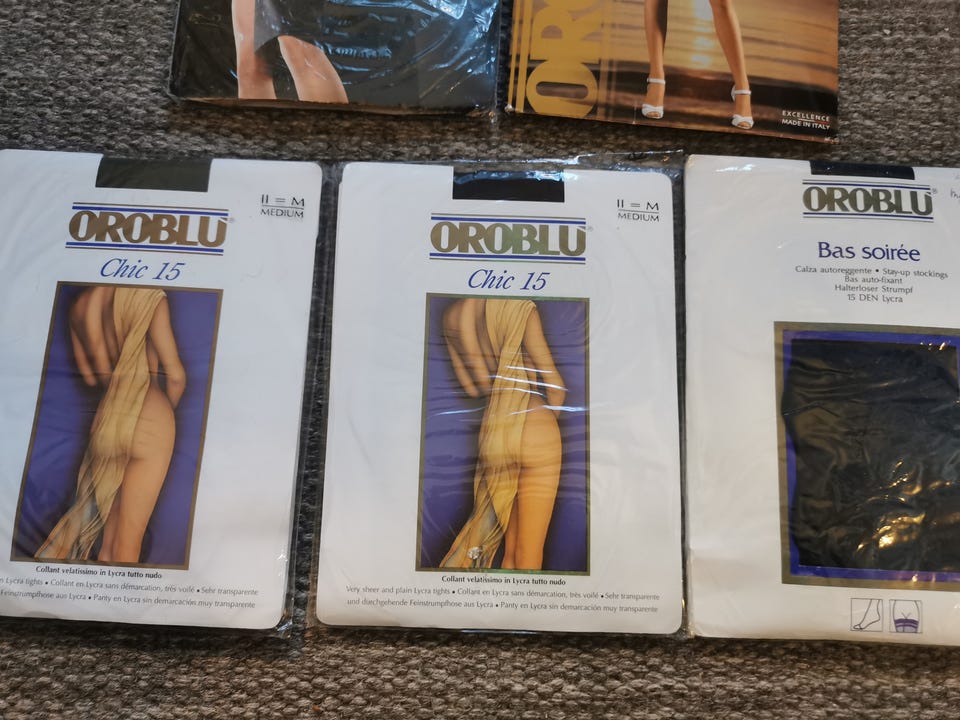 ORO
EXCELLENCE
MADE IN ITALY
II = M
MEDIUM
OROBLU
Chic 15
Collant velatissimo in Lycra tutto nudo
Lycra tights • Collant en Lycra sans démarcation, très voilé • Sehr transparente
Feinstrumpfhose aus Lycra • Panty en Lycra sin demarcación muy transparente
II = M
MEDIUM
OROBLU®
Chic 15
Collant velatissimo in Lycra tutto nudo
Very sheer and plain Lycra tights • Collant en Lycra sans démarcation, très voilé • Sehr transparente
und durchgehende Feinstrumpfhose aus Lycra • Panty en Lycra sin demarcación muy transparente
OROBLU®
Bas soirée
Calza autoreggente • Stay-up stockings
Bas auto-fixant
Halterloser Strumpf
15 DEN Lycra